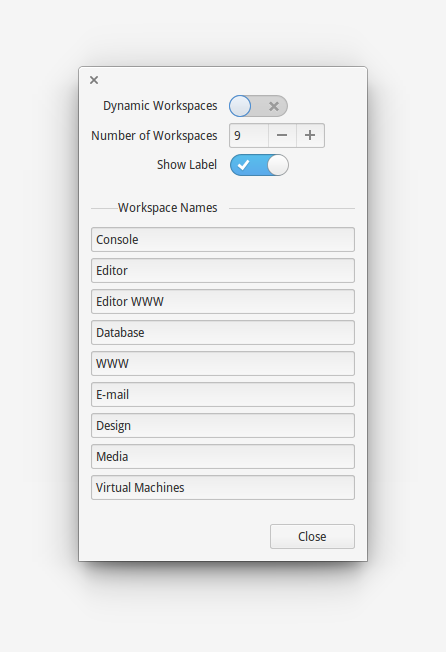 Dynamic Workspaces
Number of Workspaces 9
Show Label
Workspace Names
Console
Editor
Editor WWW
Database
WWW
E-mail
Design
Media
Virtual Machines
Close